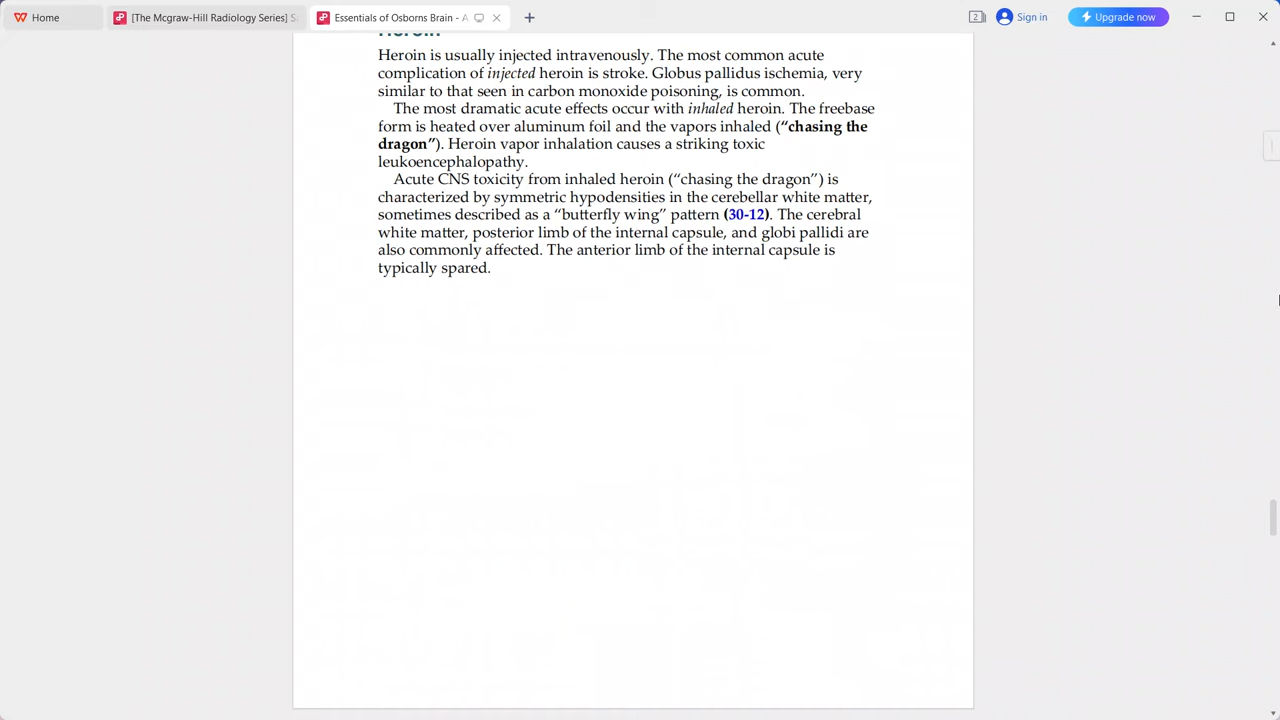 Home
[The Mcgraw-Hill Radiology Series] S
Essentials of Osborns Brain - A
2
Sign in
Upgrade now
Heroin
Heroin is usually injected intravenously. The most common acute
complication of injected heroin is stroke. Globus pallidus ischemia, very
similar to that seen in carbon monoxide poisoning, is common.
The most dramatic acute effects occur with inhaled heroin. The freebase
form is heated over aluminum foil and the vapors inhaled (“chasing the
dragon”). Heroin vapor inhalation causes a striking toxic
leukoencephalopathy.
Acute CNS toxicity from inhaled heroin (“chasing the dragon”) is
characterized by symmetric hypodensities in the cerebellar white matter,
sometimes described as a “butterfly wing” pattern (30-12). The cerebral
white matter, posterior limb of the internal capsule, and globi pallidi are
also commonly affected. The anterior limb of the internal capsule is
typically spared.